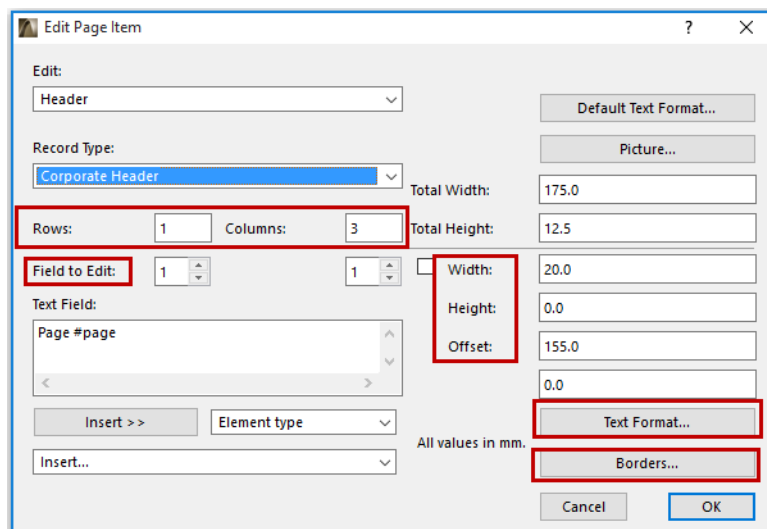 Edit Page Item
?
Edit:
Header
Default Text Format...
Record Type:
Picture...
Corporate Header
Total Width:
175.0
Rows:
1
Columns:
3
Total Height:
12.5
Field to Edit:
1
1
Width:
20.0
Text Field:
Height:
0.0
Page #page
Offset:
155.0
0.0
Insert >>
Element type
Text Format...
All values in mm.
Insert...
Borders...
Cancel
OK